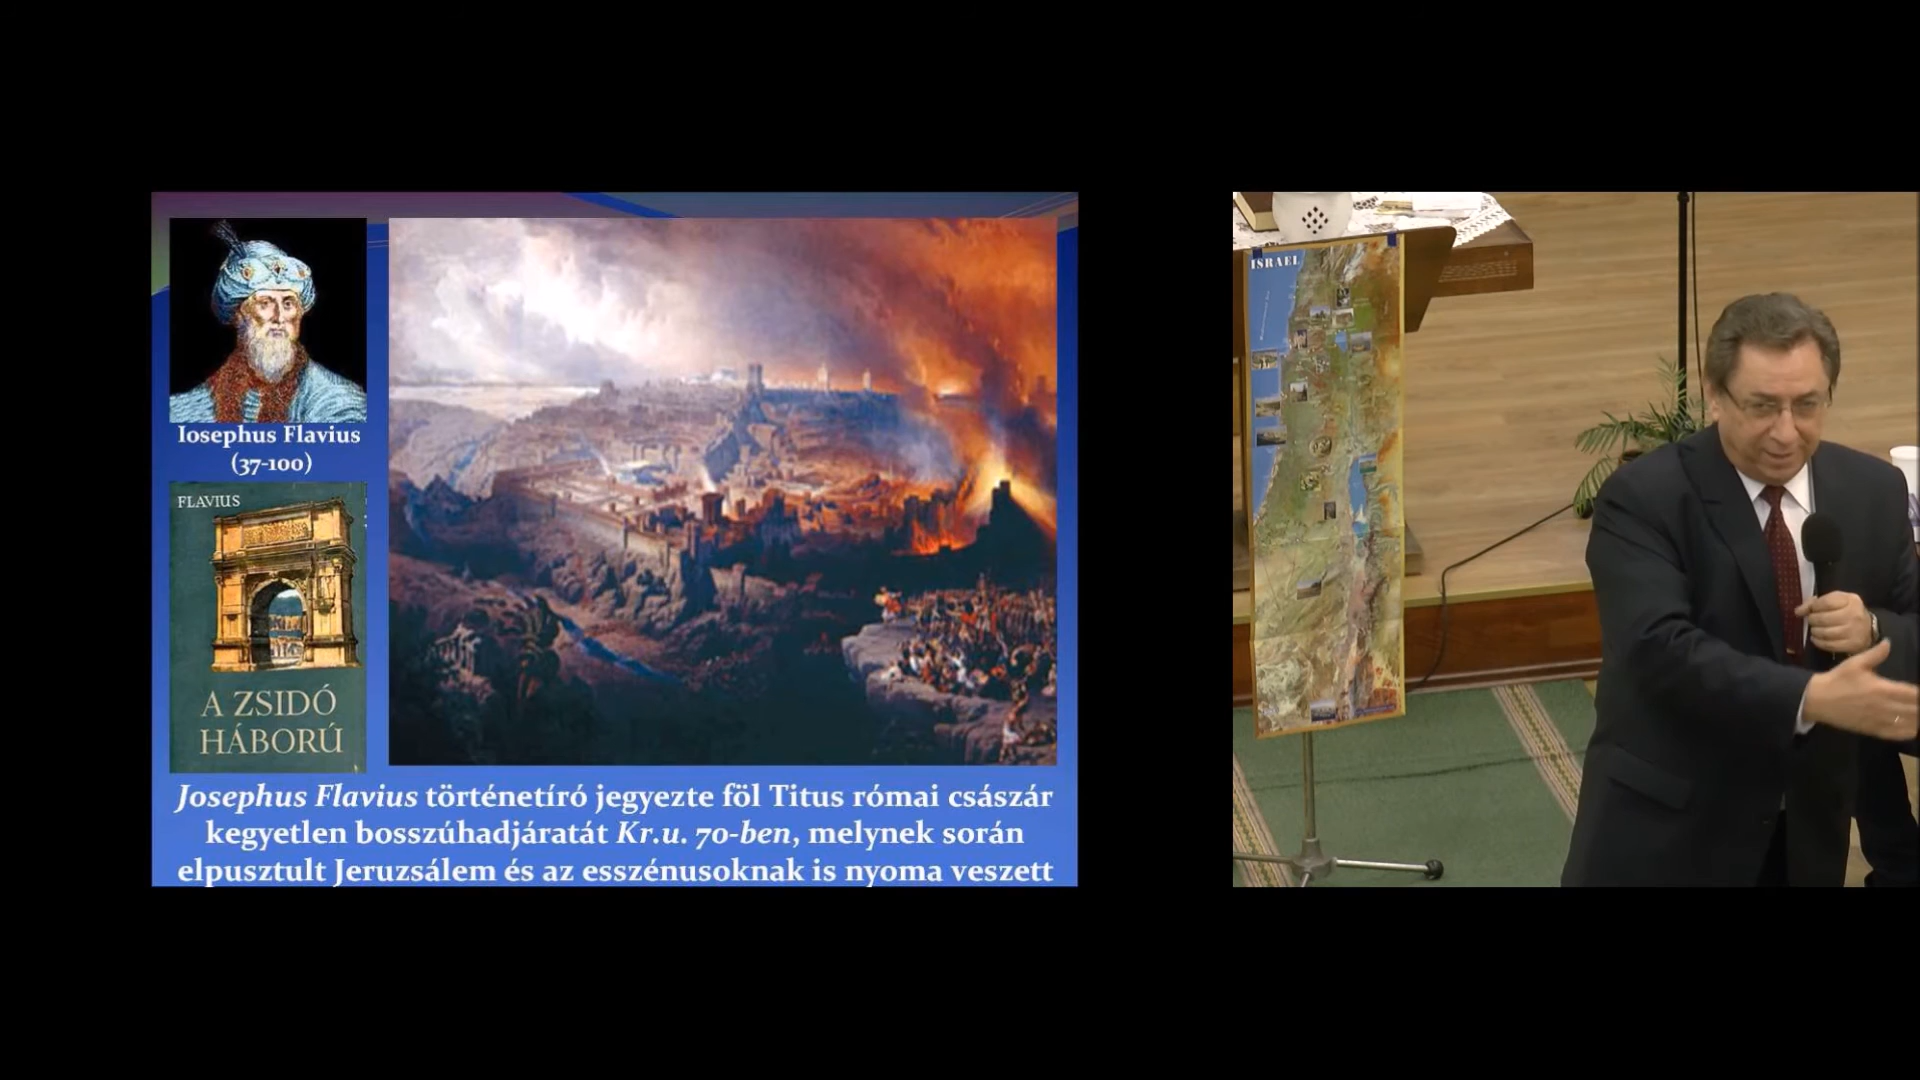 Iosephus Flavius
(37-100)
FLAVIUS
A ZSIDÓ
HÁBORÚ
Josephus Flavius történetíró jegyezte föl Titus római császár
kegyetlen bosszúhadjáratát Kr.u. 70-ben, melynek során
elpusztult Jeruzsálem és az esszénusoknak is nyoma veszett
ISRAEL